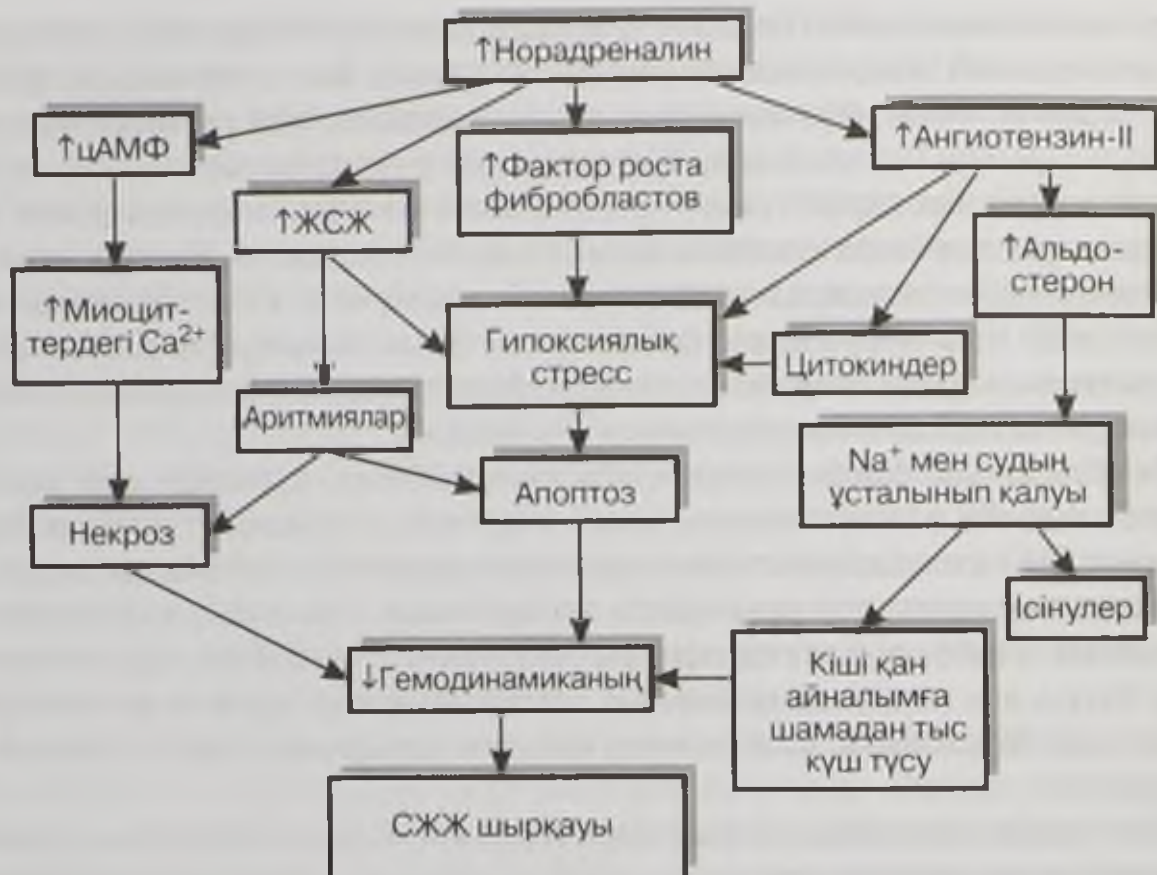 ↑Норадреналин
↑цАМФ
↑ЖСЖ
↑Фактор роста
фибробластов
↑Ангиотензин-II
↑Миоцит-
тердегі Ca²⁺
Гипоксиялық
стресс
Цитокиндер
↑Альдо-
стерон
Аритмиялар
Некроз
Апоптоз
Na⁺ мен судың
ұсталынып қалуы
Ісінулер
↓Гемодинамиканың
Кіші қан
айналымға
шамадан тыс
күш түсу
СЖЖ шырқауы